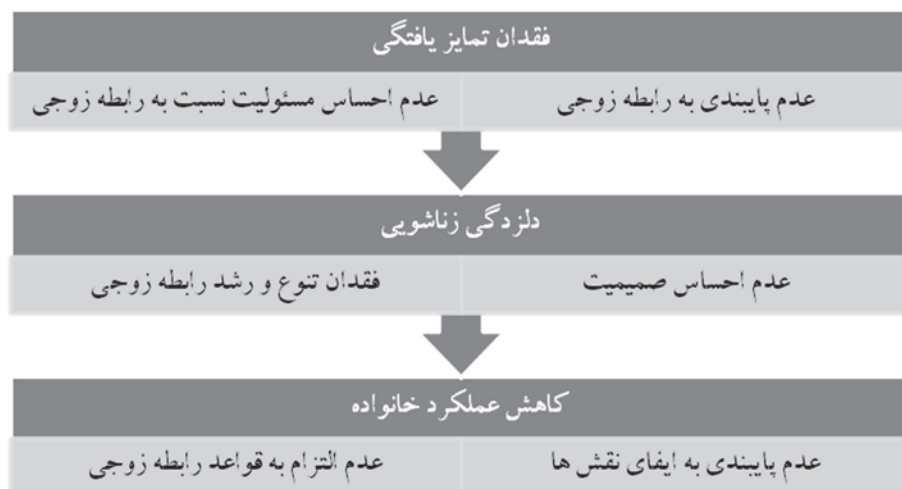 فقدان تمایز یافتگی
عدم پایبندی به رابطه زوجی
عدم احساس مسئولیت نسبت به رابطه زوجی
دلزدگی زناشویی
عدم احساس صمیمیت
فقدان تنوع و رشد رابطه زوجی
کاهش عملکرد خانواده
عدم پایبندی به ایفای نقش ها
عدم التزام به قواعد رابطه زوجی